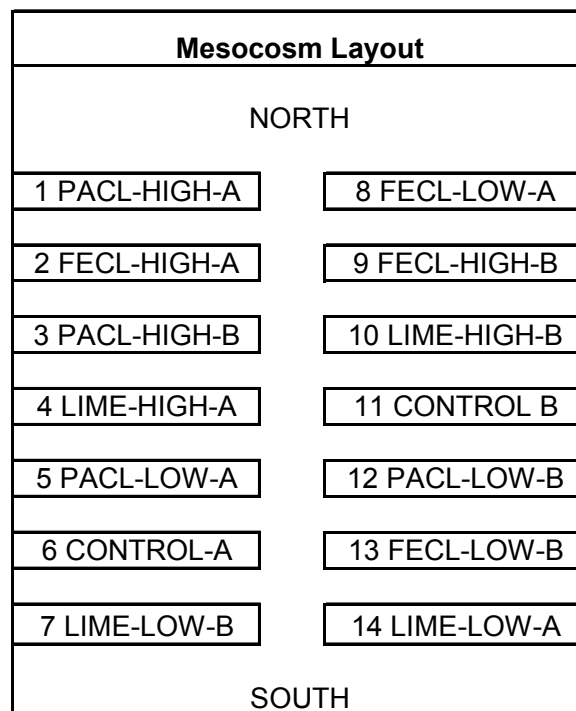 Mesocosm Layout
NORTH
1 PACL-HIGH-A
8 FECL-LOW-A
2 FECL-HIGH-A
9 FECL-HIGH-B
3 PACL-HIGH-B
10 LIME-HIGH-B
4 LIME-HIGH-A
11 CONTROL B
5 PACL-LOW-A
12 PACL-LOW-B
6 CONTROL-A
13 FECL-LOW-B
7 LIME-LOW-B
14 LIME-LOW-A
SOUTH